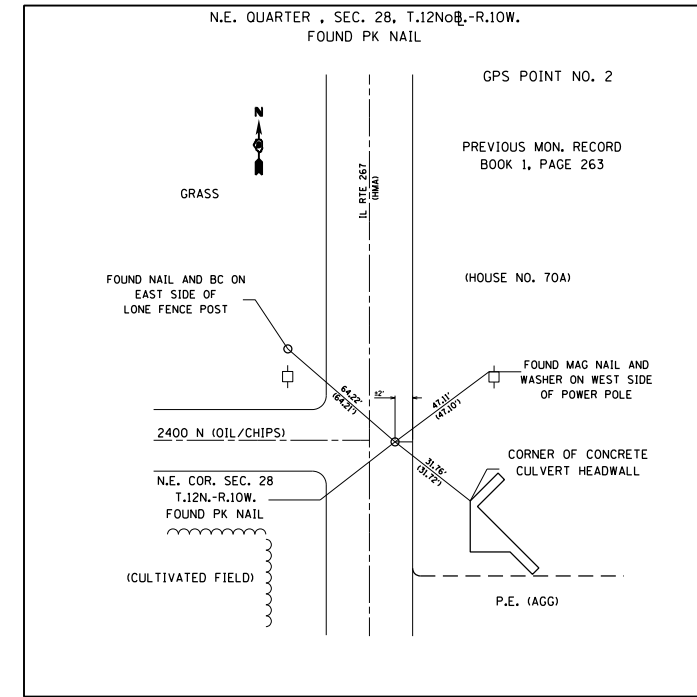 N.E. QUARTER , SEC. 28, T.12N.-R.10W.
FOUND PK NAIL
GPS POINT NO. 2
N
PREVIOUS MON. RECORD
BOOK 1, PAGE 263
IL RTE 267
(HMA)
GRASS
(HOUSE NO. 70A)
FOUND NAIL AND BC ON
EAST SIDE OF
LONE FENCE POST
FOUND MAG NAIL AND
WASHER ON WEST SIDE
OF POWER POLE
64.22'
(64.21')
±2'
47.11'
(47.10')
2400 N (OIL/CHIPS)
31.76'
(31.72')
CORNER OF CONCRETE
CULVERT HEADWALL
N.E. COR. SEC. 28
T.12N.-R.10W.
FOUND PK NAIL
(CULTIVATED FIELD)
P.E. (AGG)